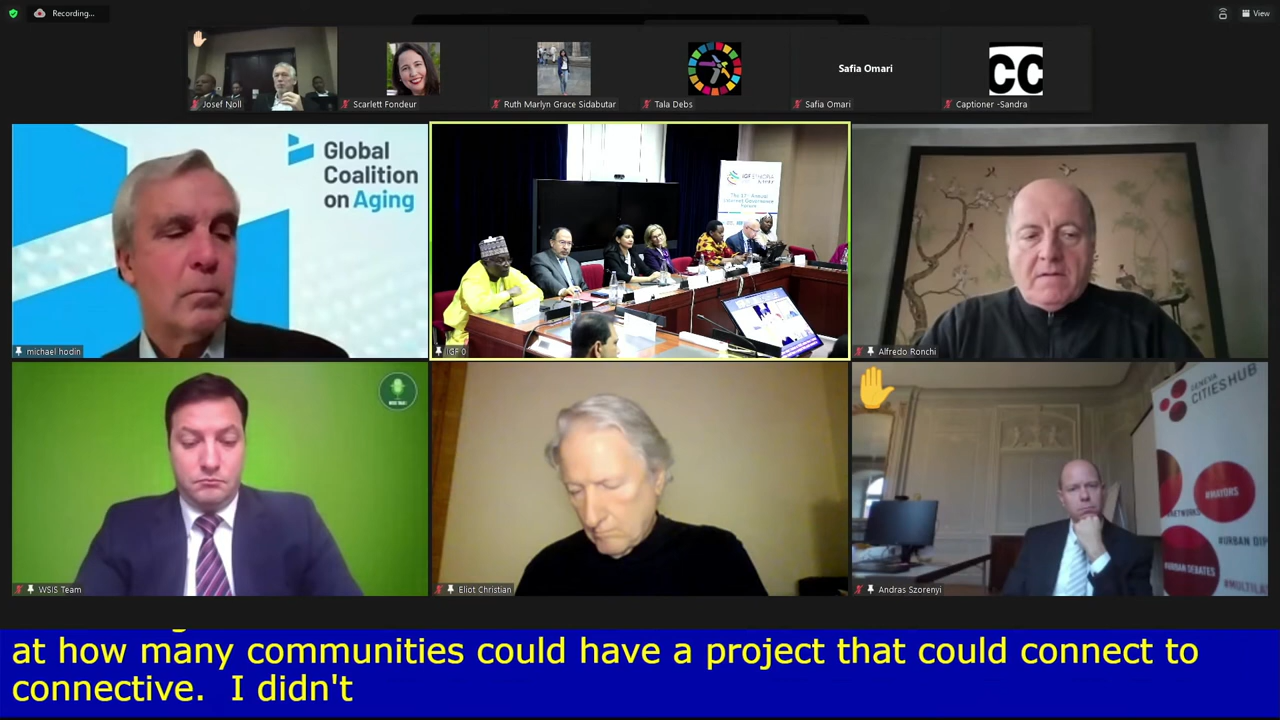 Recording...
View
Safia Omari
CC
Josef Noll
Scarlett Fondeur
Ruth Marlyn Grace Sidabutar
Tala Debs
Safia Omari
Captioner -Sandra
Global
Coalition
on Aging
michael hodin
IGF 0
Alfredo Ronchi
WSIS Team
Eliot Christian
GENEVA
CITIES HUB
#MAYORS
#URBAN DEBATES
Andras Szorenyi
at how many communities could have a project that could connect to
connective. I didn't